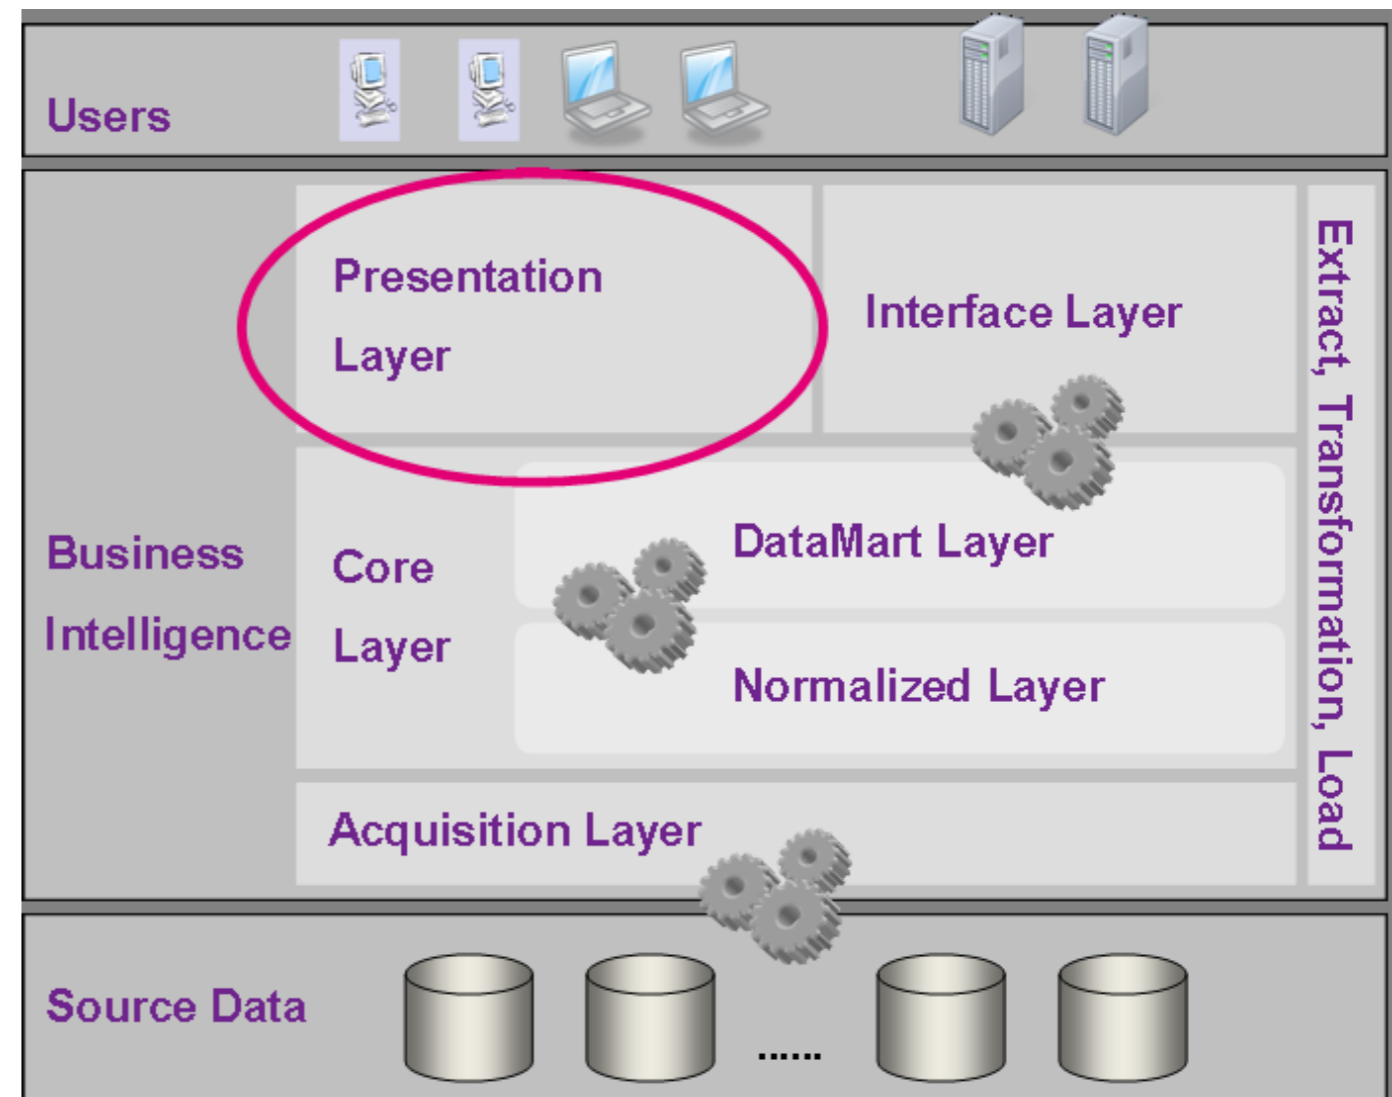 Users
Presentation
Layer
Interface Layer
Extract, Transformation, Load
Business
Intelligence
Core
Layer
DataMart Layer
Normalized Layer
Acquisition Layer
Source Data
......